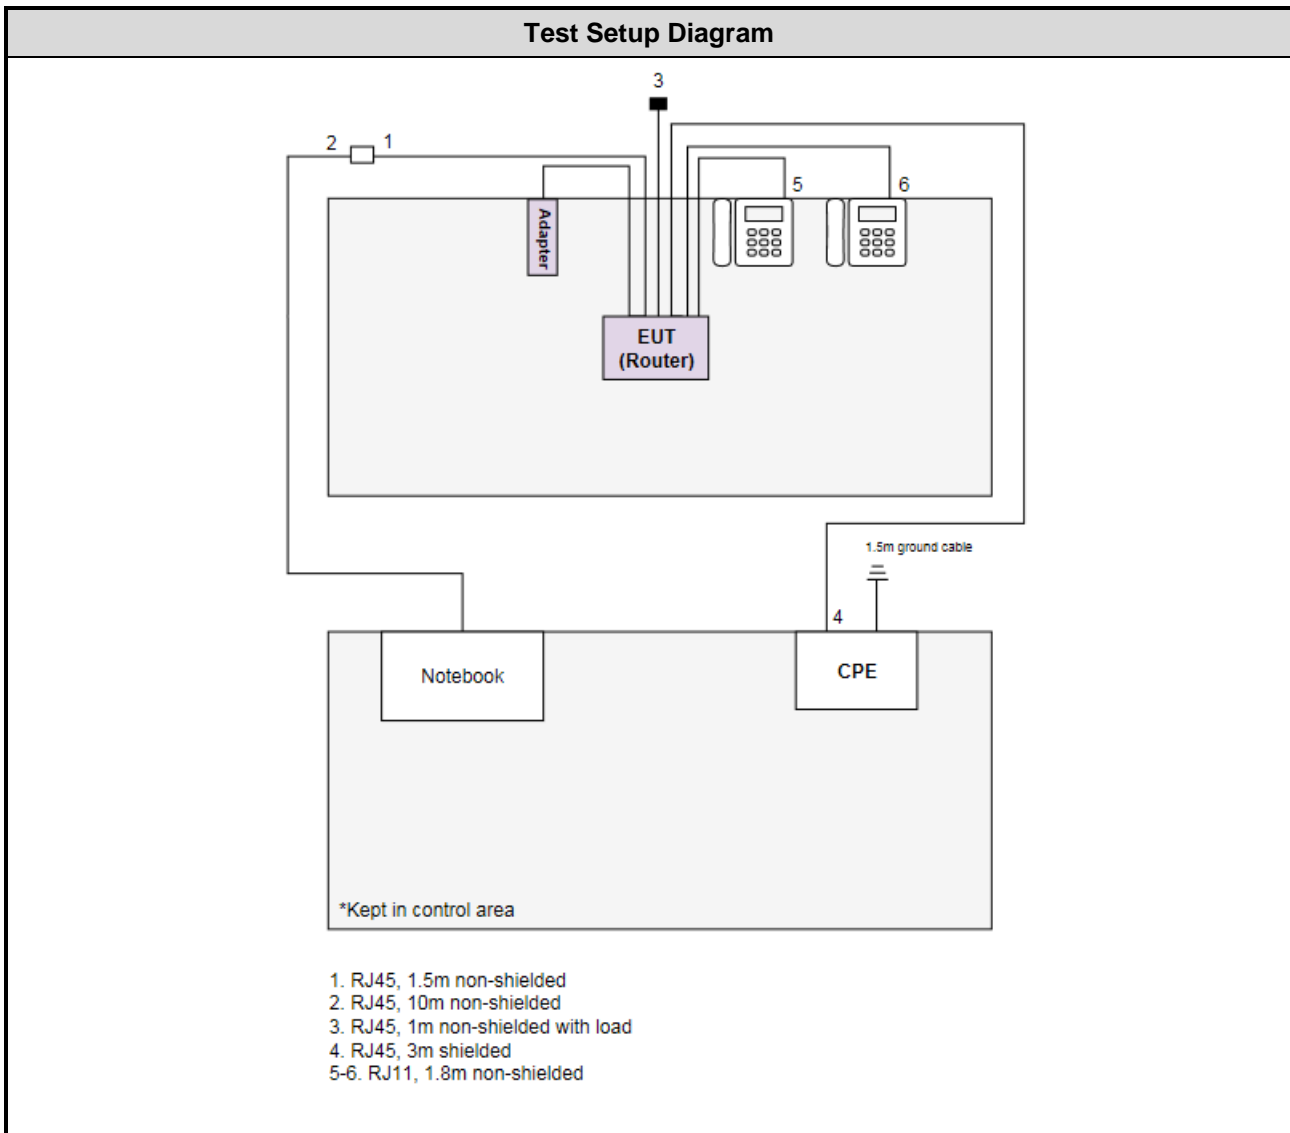 Test Setup Diagram
3
2
1
5
6
Adapter
EUT
(Router)
1.5m ground cable
4
Notebook
CPE
*Kept in control area
1. RJ45, 1.5m non-shielded
2. RJ45, 10m non-shielded
3. RJ45, 1m non-shielded with load
4. RJ45, 3m shielded
5-6. RJ11, 1.8m non-shielded